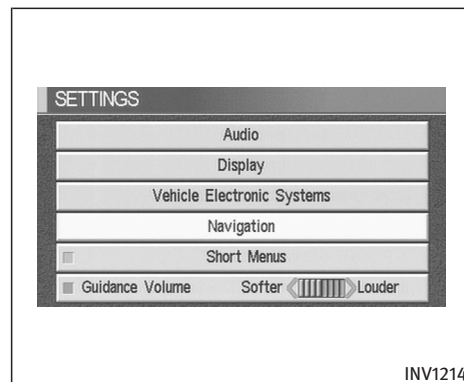 SETTINGS
Audio
Display
Vehicle Electronic Systems
Navigation
Short Menus
Guidance Volume Softer Louder
INV1214